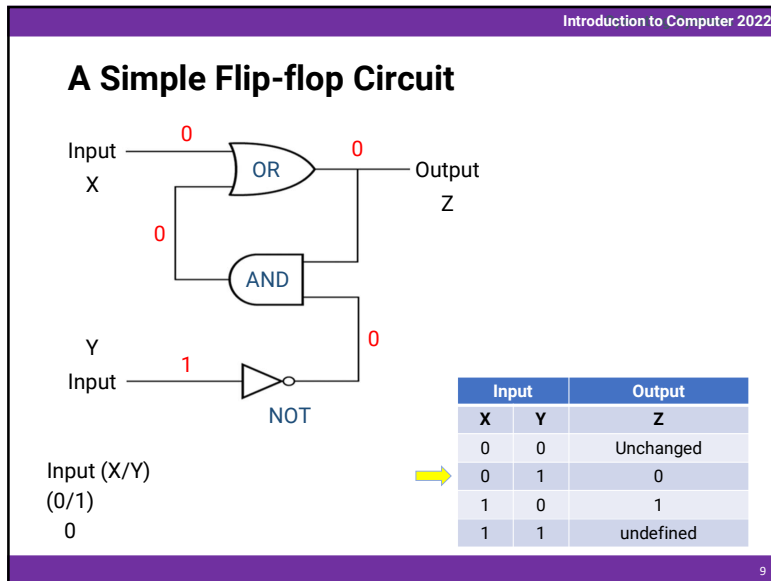 Introduction to Computer 2022
A Simple Flip-flop Circuit
Input
X
0
OR
0
Output
Z
0
AND
0
Y
Input
1
NOT
Input (X/Y)
(0/1)
0
Input Output
X Y Z
0 0 Unchanged
0 1 0
1 0 1
1 1 undefined
9